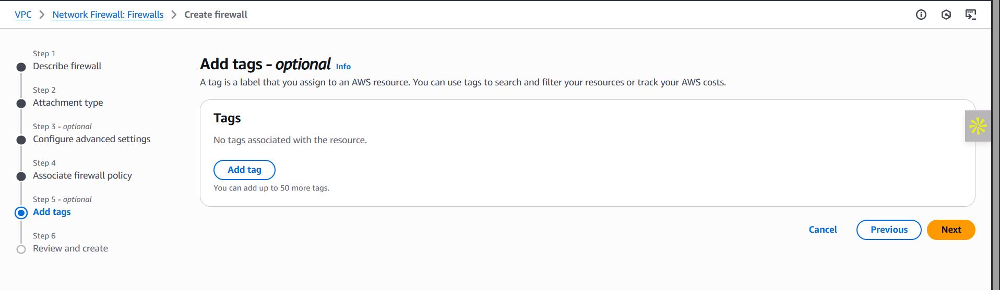 VPC > Network Firewall: Firewalls > Create firewall
Step 1
Describe firewall
Step 2
Attachment type
Step 3 - optional
Configure advanced settings
Step 4
Associate firewall policy
Step 5 - optional
Add tags
Step 6
Review and create
Add tags - optional Info
A tag is a label that you assign to an AWS resource. You can use tags to search and filter your resources or track your AWS costs.
Tags
No tags associated with the resource.
Add tag
You can add up to 50 more tags.
Cancel Previous Next